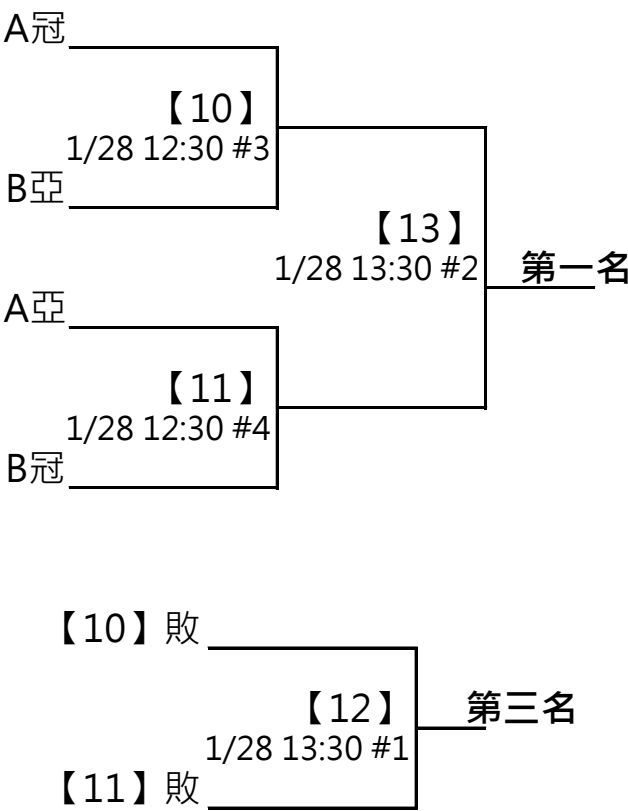 A冠
【10】
1/28 12:30 #3
B亞
【13】
1/28 13:30 #2
第一名
A亞
【11】
1/28 12:30 #4
B冠
【10】敗
【12】
1/28 13:30 #1
第三名
【11】敗